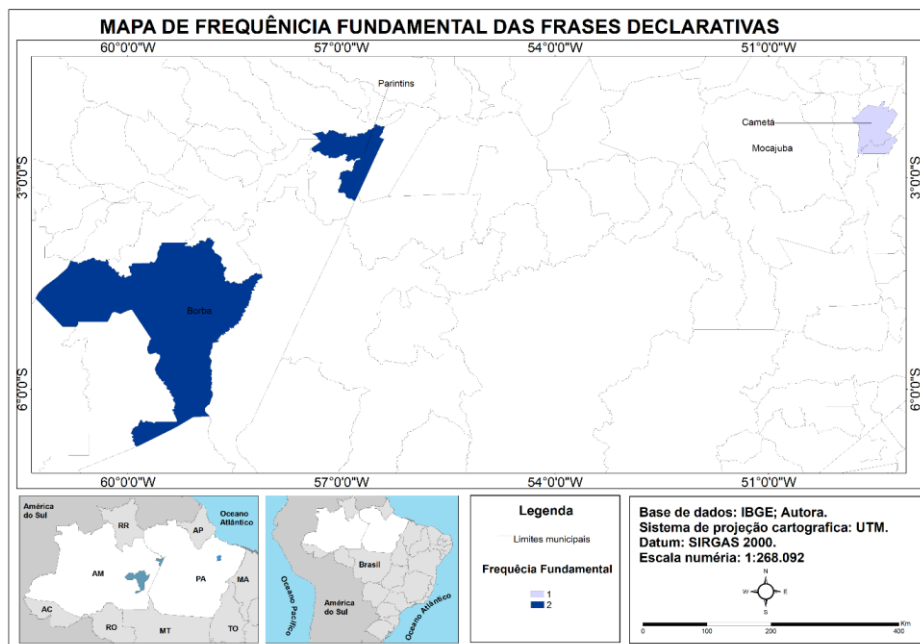 MAPA DE FREQUÊNICIA FUNDAMENTAL DAS FRASES DECLARATIVAS
60°0'0"W
57°0'0"W
54°0'0"W
51°0'0"W
Parintins
Cametá
Mocajuba
3°0'0"S
3°0'0"S
Borba
6°0'0"S
6°0'0"S
60°0'0"W
57°0'0"W
54°0'0"W
51°0'0"W
América
do Sul
Oceano
Atlântico
RR
AP
AM
PA
MA
AC
RO
MT
TO
Brasil
América
do Sul
Oceano Pacífico
Oceano Atlântico
Legenda
Limites municipais
Frequêcia Fundamental
1
2
Base de dados: IBGE; Autora.
Sistema de projeção cartografica: UTM.
Datum: SIRGAS 2000.
Escala numéria: 1:268.092
N
W
E
S
Km
0
100
200
400